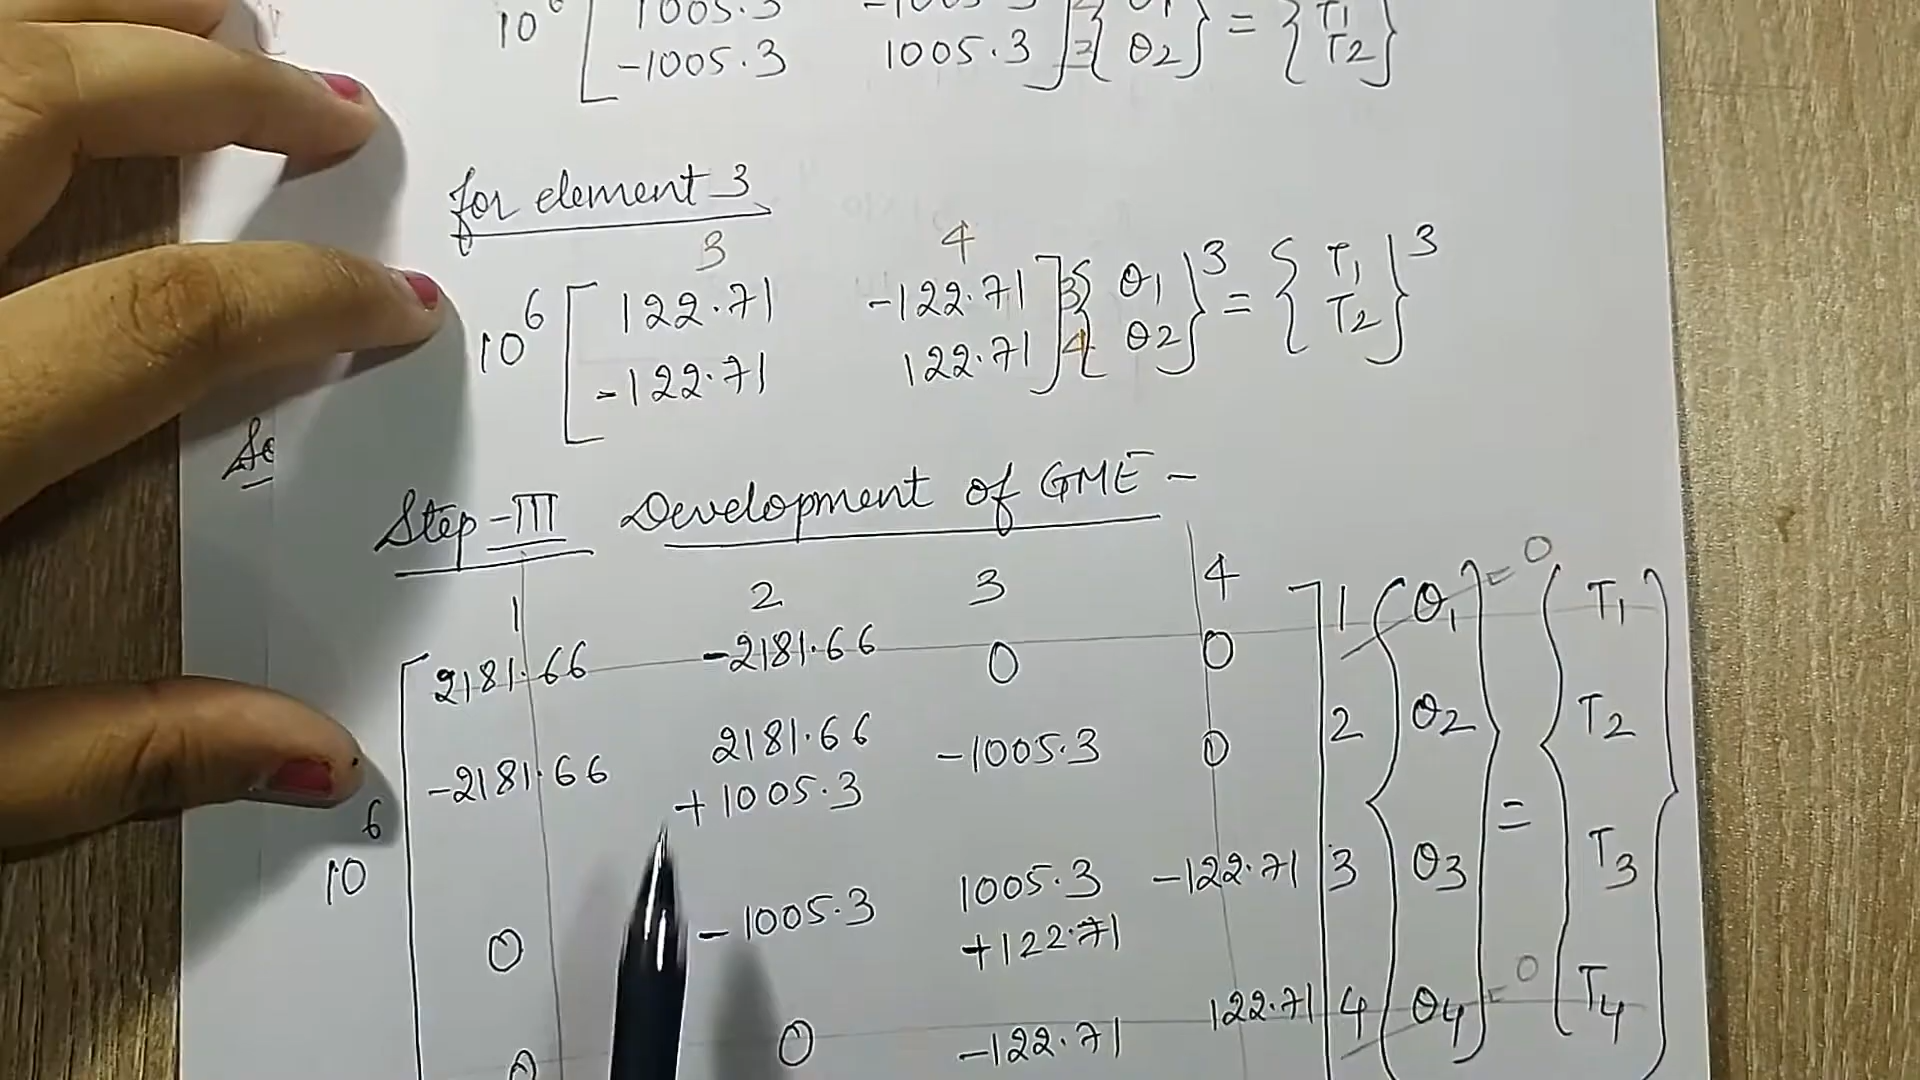 10⁶ [ 1005.3 -1005.3 ] 2 { θ1 } = { T1 }
-1005.3 1005.3 3 θ2 T2
for element 3
3 4
10⁶ [ 122.71 -122.71 ] 3 { θ1 }³ = { T1 }³
-122.71 122.71 4 θ2 T2
Step-III Development of GME -
1 2 3 4
2181.66 -2181.66 0 0 1 θ1 = 0 T1
-2181.66 2181.66 -1005.3 0 2 θ2 T2
+1005.3 =
10⁶
0 -1005.3 1005.3 -122.71 3 θ3 T3
+122.71
0 0 -122.71 122.71 4 θ4 = 0 T4